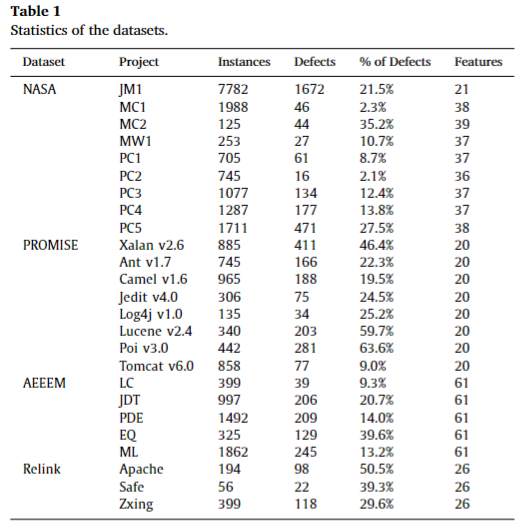 Table 1
Statistics of the datasets.
Dataset Project Instances Defects % of Defects Features
NASA JM1 7782 1672 21.5% 21
MC1 1988 46 2.3% 38
MC2 125 44 35.2% 39
MW1 253 27 10.7% 37
PC1 705 61 8.7% 37
PC2 745 16 2.1% 36
PC3 1077 134 12.4% 37
PC4 1287 177 13.8% 37
PC5 1711 471 27.5% 38
PROMISE Xalan v2.6 885 411 46.4% 20
Ant v1.7 745 166 22.3% 20
Camel v1.6 965 188 19.5% 20
Jedit v4.0 306 75 24.5% 20
Log4j v1.0 135 34 25.2% 20
Lucene v2.4 340 203 59.7% 20
Poi v3.0 442 281 63.6% 20
Tomcat v6.0 858 77 9.0% 20
AEEEM LC 399 39 9.3% 61
JDT 997 206 20.7% 61
PDE 1492 209 14.0% 61
EQ 325 129 39.6% 61
ML 1862 245 13.2% 61
Relink Apache 194 98 50.5% 26
Safe 56 22 39.3% 26
Zxing 399 118 29.6% 26